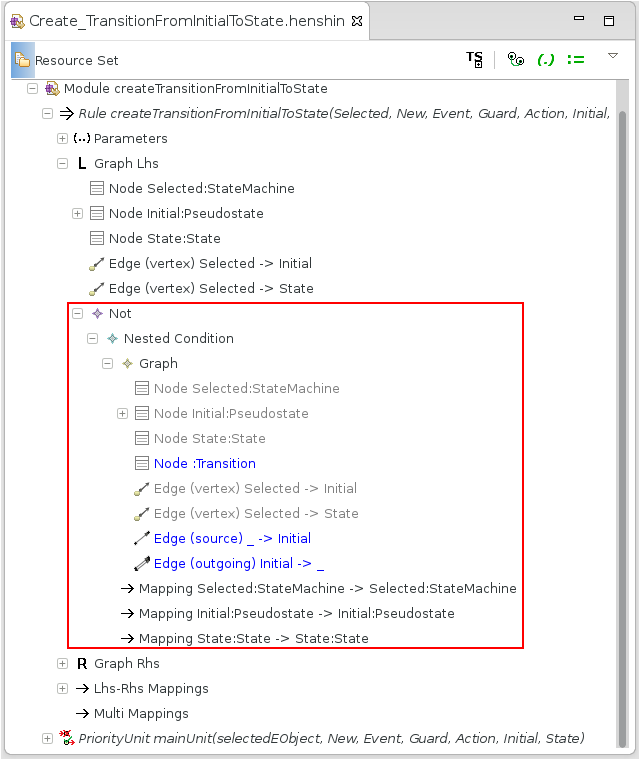 Create_TransitionFromInitialToState.henshin
Resource Set TS (.)
Module createTransitionFromInitialToState
Rule createTransitionFromInitialToState(Selected, New, Event, Guard, Action, Initial,
(··) Parameters
L Graph Lhs
Node Selected:StateMachine
Node Initial:Pseudostate
Node State:State
Edge (vertex) Selected -> Initial
Edge (vertex) Selected -> State
Not
Nested Condition
Graph
Node Selected:StateMachine
Node Initial:Pseudostate
Node State:State
Node :Transition
Edge (vertex) Selected -> Initial
Edge (vertex) Selected -> State
Edge (source) _ -> Initial
Edge (outgoing) Initial -> _
Mapping Selected:StateMachine -> Selected:StateMachine
Mapping Initial:Pseudostate -> Initial:Pseudostate
Mapping State:State -> State:State
R Graph Rhs
Lhs-Rhs Mappings
Multi Mappings
PriorityUnit mainUnit(selectedEObject, New, Event, Guard, Action, Initial, State)